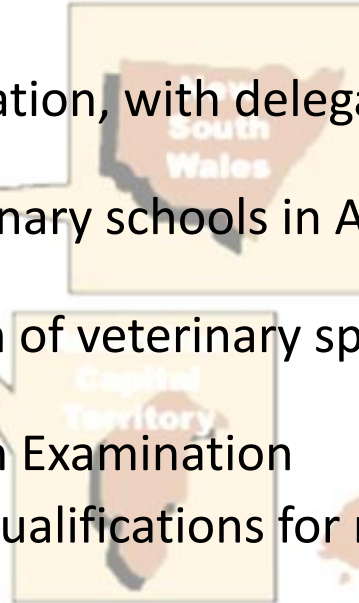 New
ation, with delega
South
Wales
nary schools in A
n of veterinary sp
Capital
Territory
n Examination
ualifications for r